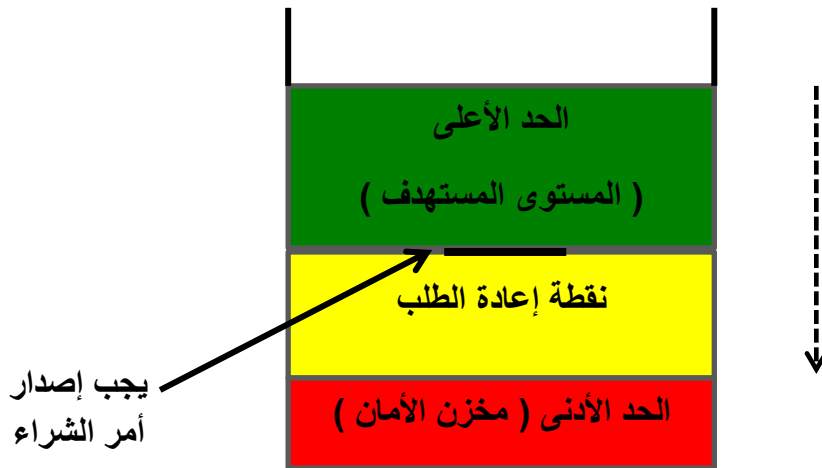 الحد الأعلى
( المستوى المستهدف )
نقطة إعادة الطلب
يجب إصدار
أمر الشراء
الحد الأدنى ( مخزن الأمان )